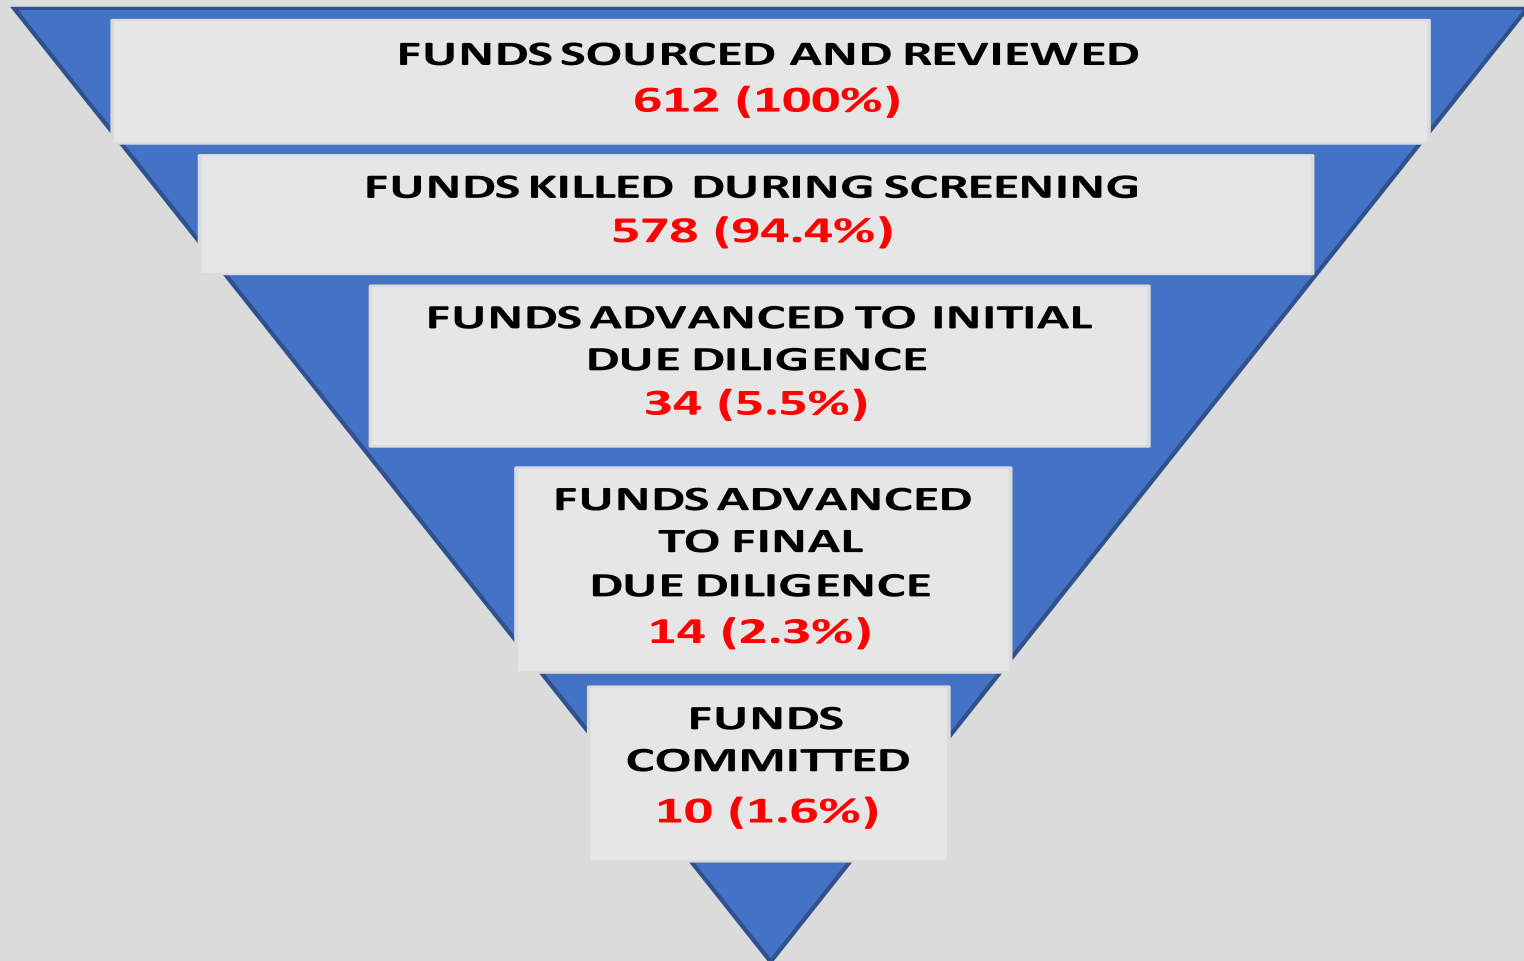 FUNDS SOURCED AND REVIEWED
612 (100%)
FUNDS KILLED DURING SCREENING
578 (94.4%)
FUNDS ADVANCED TO INITIAL
DUE DILIGENCE
34 (5.5%)
FUNDS ADVANCED
TO FINAL
DUE DILIGENCE
14 (2.3%)
FUNDS
COMMITTED
10 (1.6%)